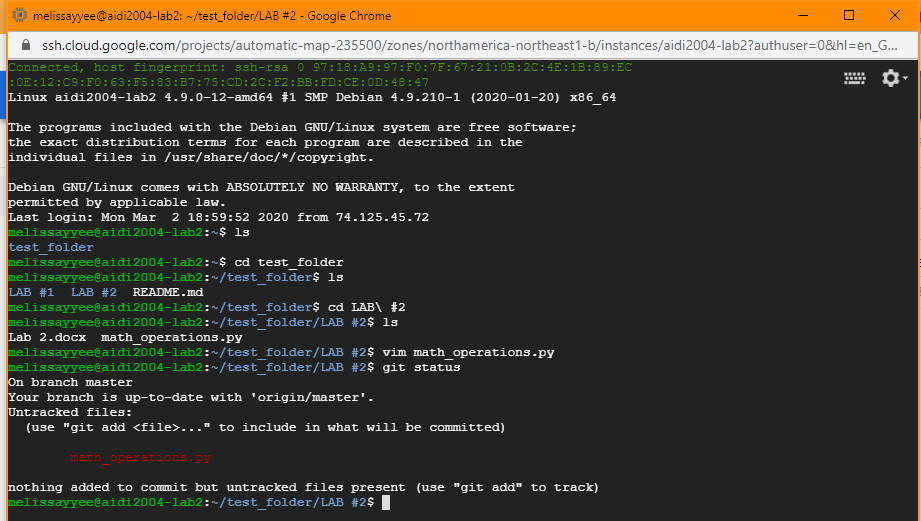 melissayyee@aidi2004-lab2: ~/test_folder/LAB #2 - Google Chrome
ssh.cloud.google.com/projects/automatic-map-235500/zones/northamerica-northeast1-b/instances/aidi2004-lab2?authuser=0&hl=en_G...
Connected, host fingerprint: ssh-rsa 0 97:18:A9:97:F0:7F:67:21:0B:2C:4E:1B:89:EC
:0E:12:C9:F0:63:F5:83:B7:75:CD:2C:F2:BB:FD:CE:0D:48:47
Linux aidi2004-lab2 4.9.0-12-amd64 #1 SMP Debian 4.9.210-1 (2020-01-20) x86_64
The programs included with the Debian GNU/Linux system are free software;
the exact distribution terms for each program are described in the
individual files in /usr/share/doc/*/copyright.
Debian GNU/Linux comes with ABSOLUTELY NO WARRANTY, to the extent
permitted by applicable law.
Last login: Mon Mar  2 18:59:52 2020 from 74.125.45.72
melissayyee@aidi2004-lab2:~$ ls
test_folder
melissayyee@aidi2004-lab2:~$ cd test_folder
melissayyee@aidi2004-lab2:~/test_folder$ ls
LAB #1  LAB #2  README.md
melissayyee@aidi2004-lab2:~/test_folder$ cd LAB\ #2
melissayyee@aidi2004-lab2:~/test_folder/LAB #2$ ls
Lab 2.docx  math_operations.py
melissayyee@aidi2004-lab2:~/test_folder/LAB #2$ vim math_operations.py
melissayyee@aidi2004-lab2:~/test_folder/LAB #2$ git status
On branch master
Your branch is up-to-date with 'origin/master'.
Untracked files:
  (use "git add <file>..." to include in what will be committed)
math_operations.py
nothing added to commit but untracked files present (use "git add" to track)
melissayyee@aidi2004-lab2:~/test_folder/LAB #2$